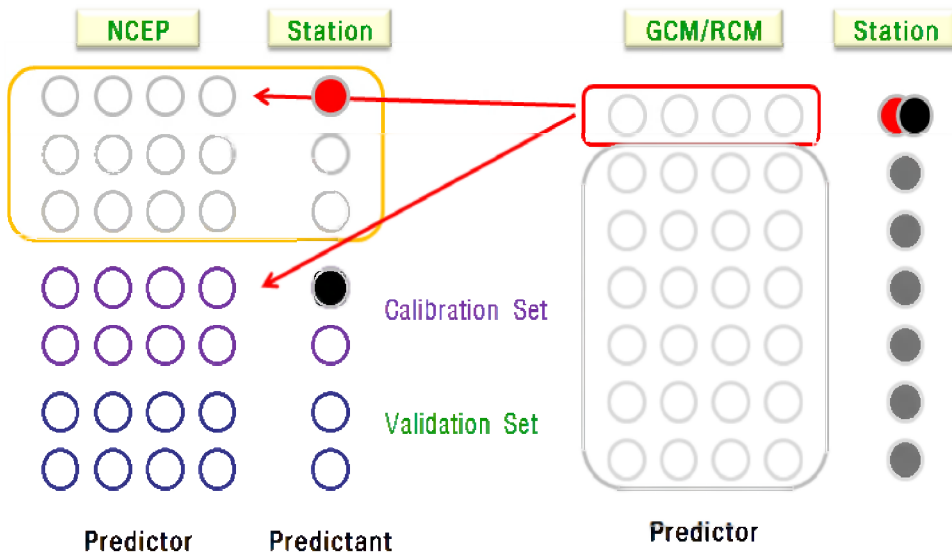 NCEP Station GCM/RCM Station
Calibration Set
Validation Set
Predictor Predictant Predictor